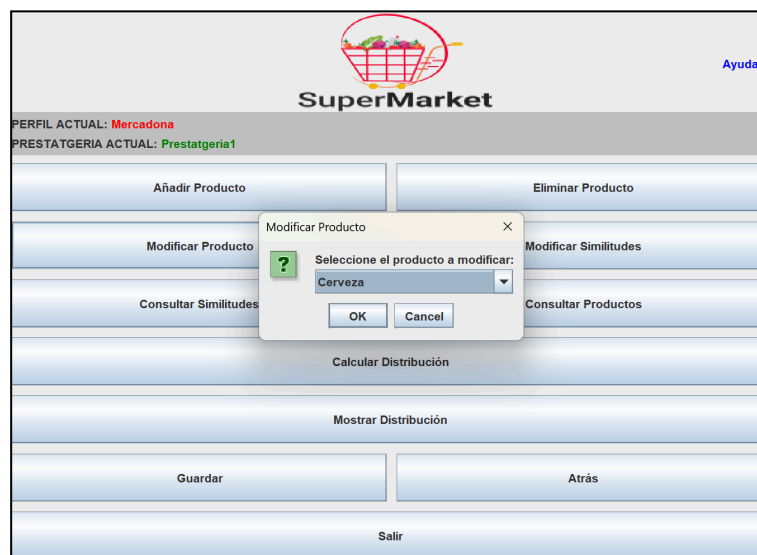 SuperMarket
Ayuda
PERFIL ACTUAL: Mercadona
PRESTATGERIA ACTUAL: Prestatgeria1
Añadir Producto
Eliminar Producto
Modificar Producto
Modificar Similitudes
Modificar Producto
Seleccione el producto a modificar:
Cerveza
OK
Cancel
Consultar Similitudes
Consultar Productos
Calcular Distribución
Mostrar Distribución
Guardar
Atrás
Salir